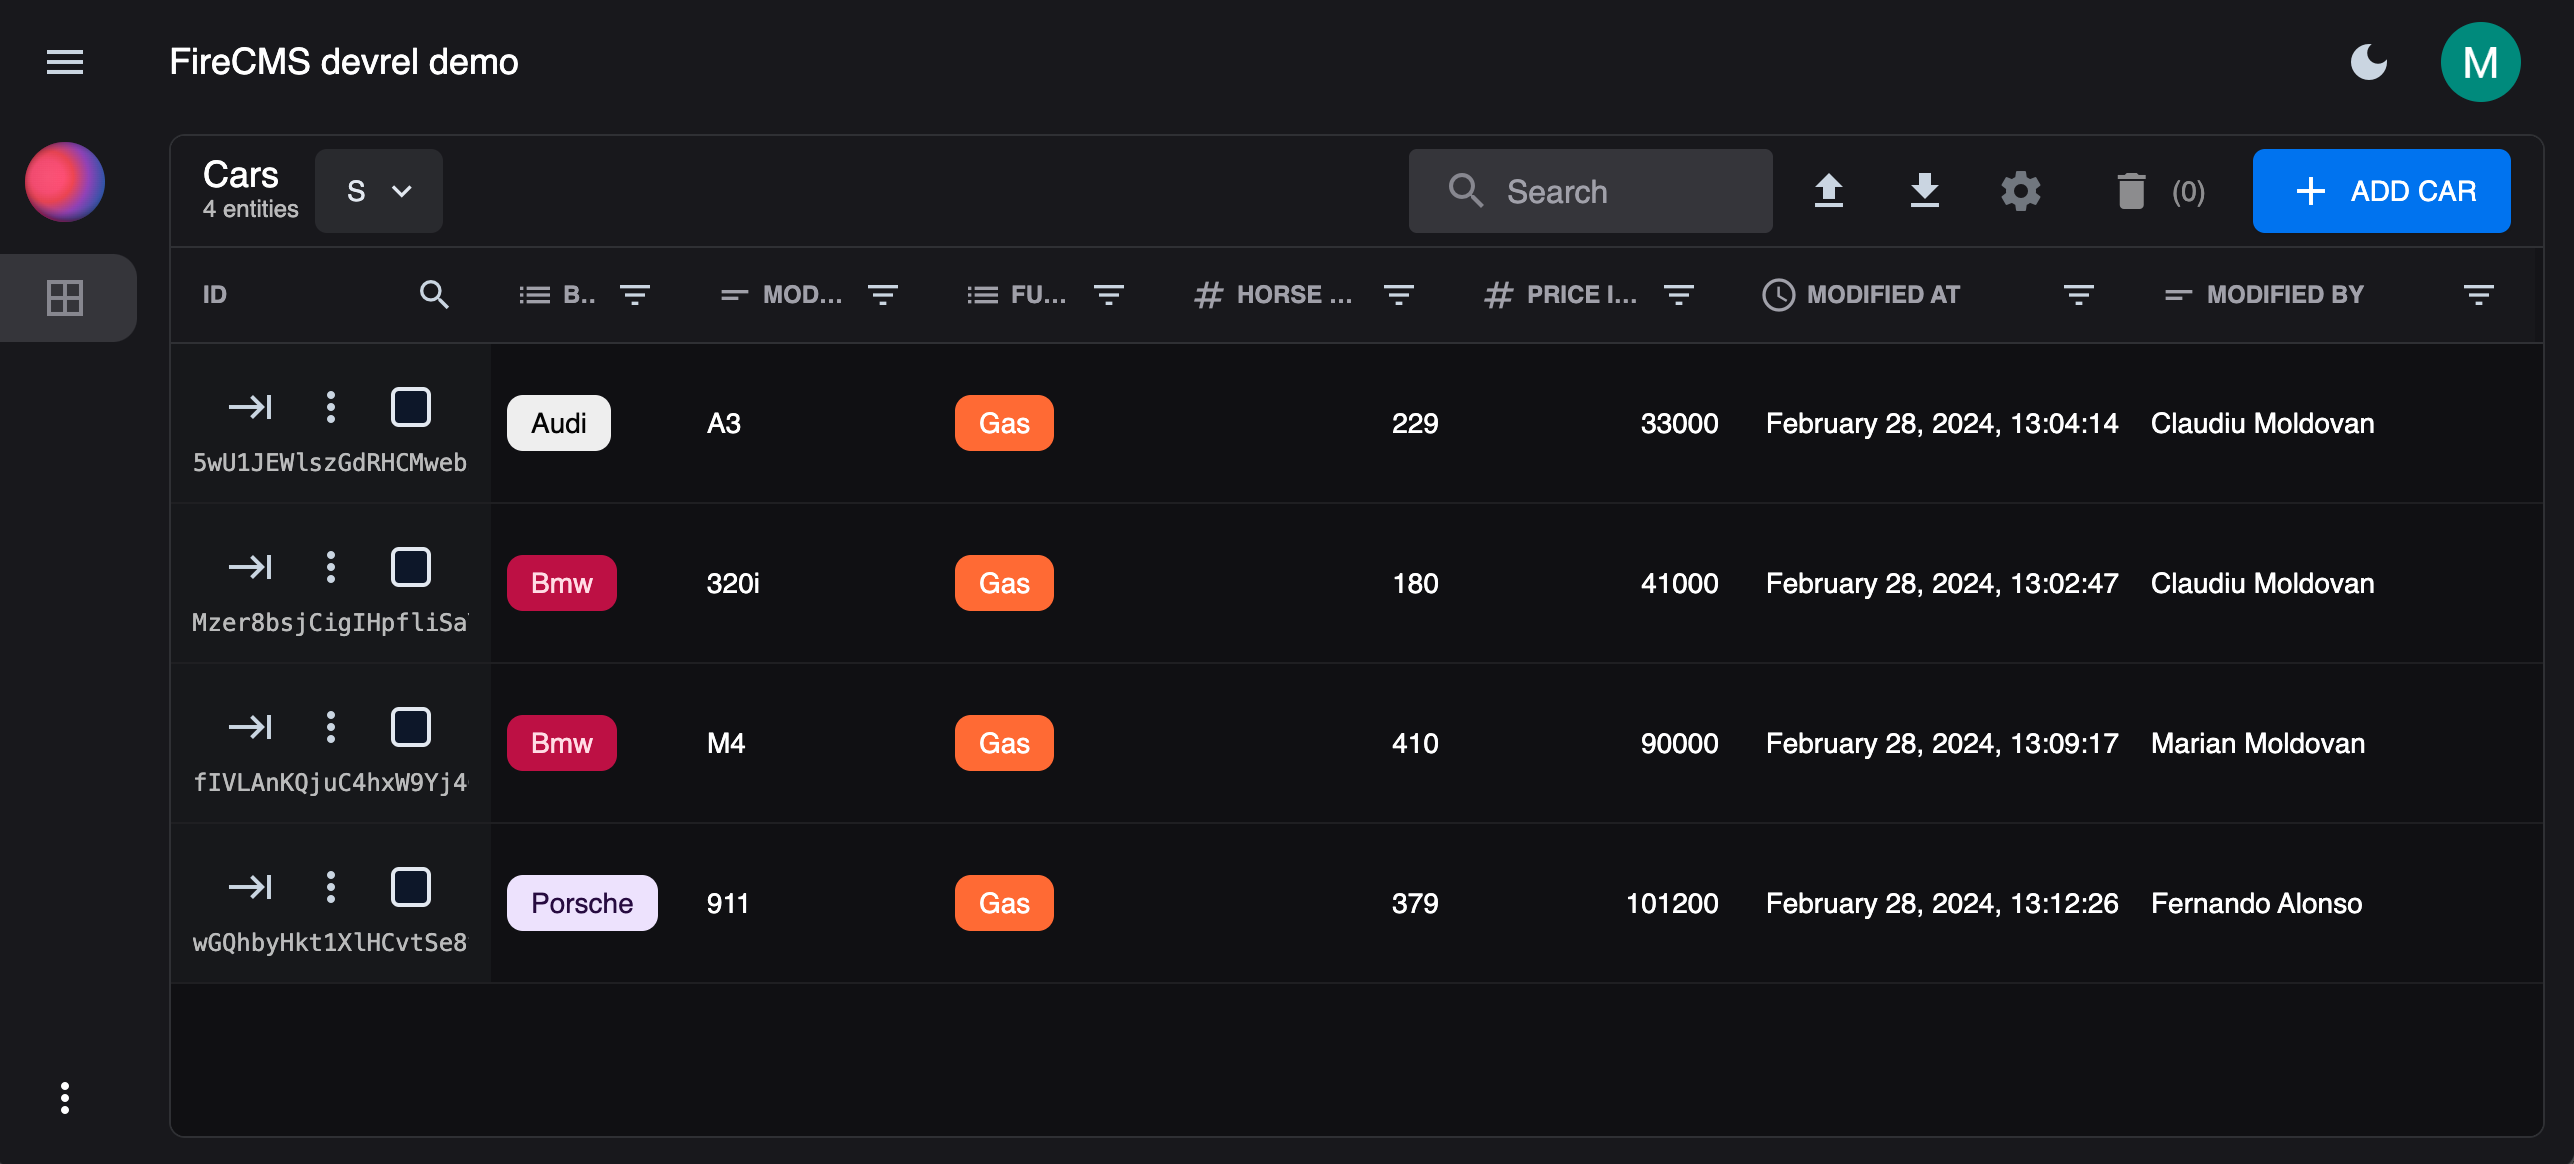 FireCMS devrel demo
M
Cars
4 entities
S
Search
(0)
ADD CAR
ID
B..
MOD...
FU...
HORSE ...
PRICE I...
MODIFIED AT
MODIFIED BY
5wU1JEWlszGdRHCMweb
Audi
A3
Gas
229
33000
February 28, 2024, 13:04:14
Claudiu Moldovan
Mzer8bsjCigIHpfliSa
Bmw
320i
Gas
180
41000
February 28, 2024, 13:02:47
Claudiu Moldovan
fIVLAnKQjuC4hxW9Yj4
Bmw
M4
Gas
410
90000
February 28, 2024, 13:09:17
Marian Moldovan
wGQhbyHkt1XlHCvtSe8
Porsche
911
Gas
379
101200
February 28, 2024, 13:12:26
Fernando Alonso